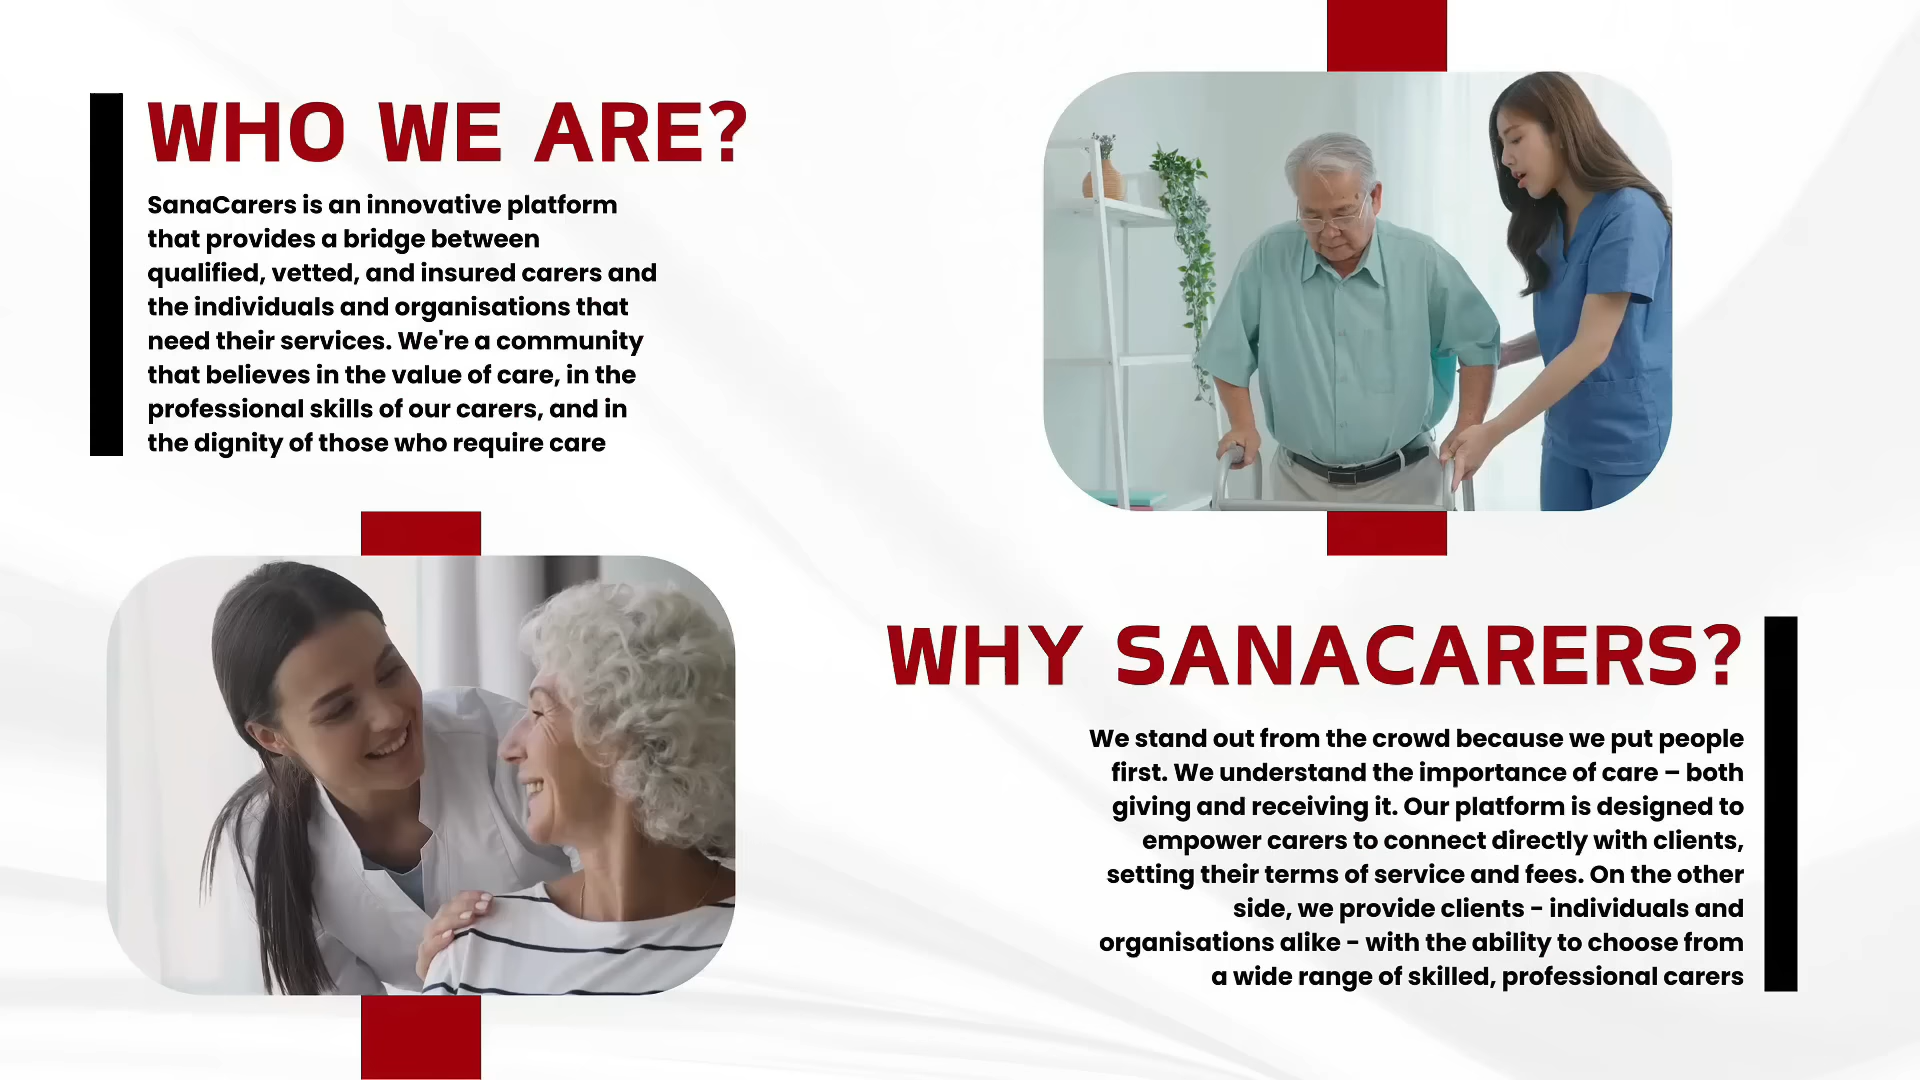 WHO WE ARE?
SanaCarers is an innovative platform
that provides a bridge between
qualified, vetted, and insured carers and
the individuals and organisations that
need their services. We're a community
that believes in the value of care, in the
professional skills of our carers, and in
the dignity of those who require care
WHY SANACARERS?
We stand out from the crowd because we put people
first. We understand the importance of care – both
giving and receiving it. Our platform is designed to
empower carers to connect directly with clients,
setting their terms of service and fees. On the other
side, we provide clients - individuals and
organisations alike - with the ability to choose from
a wide range of skilled, professional carers